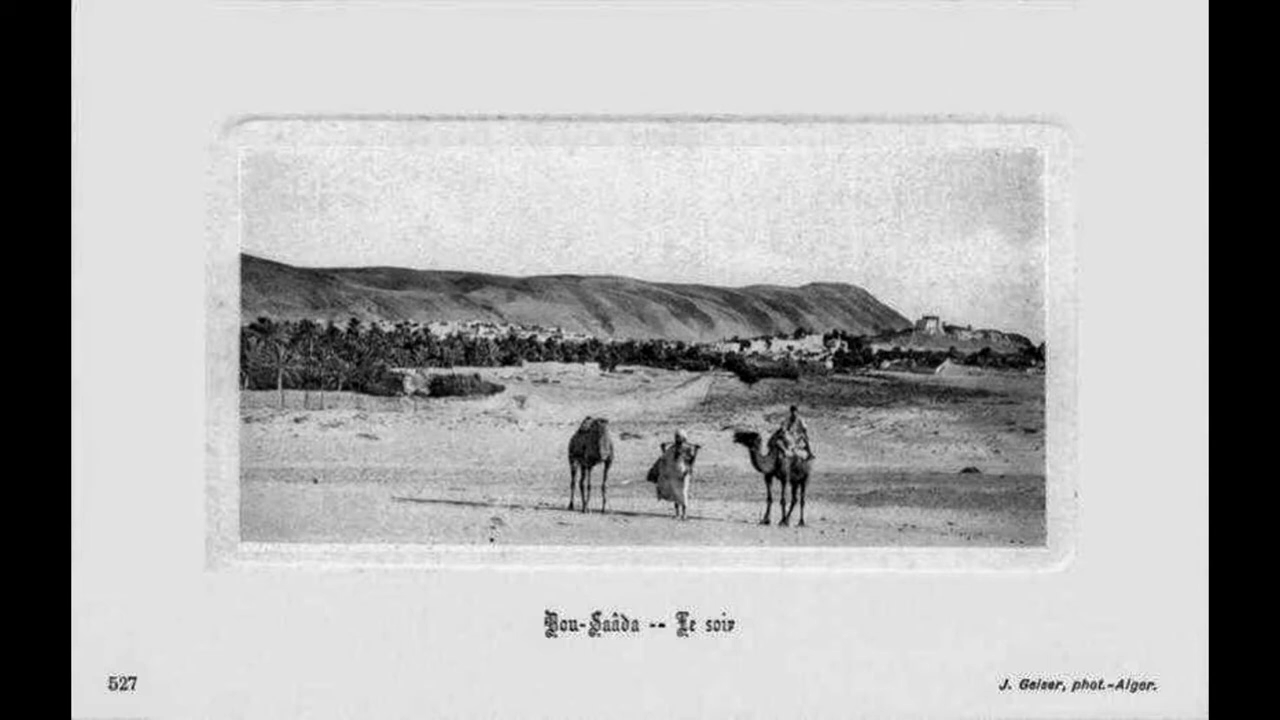 Bou-Saâda -- Le soir
527
J. Geiser, phot.-Alger.